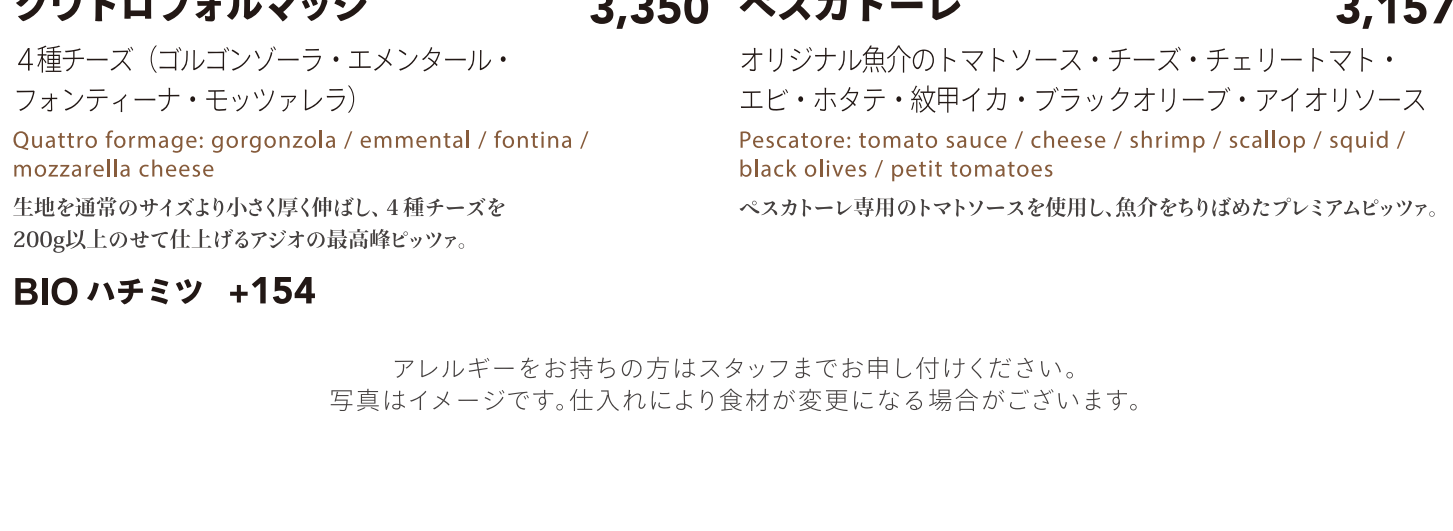 クワトロフォルマッジ 3,350
４種チーズ（ゴルゴンゾーラ・エメンタール・
フォンティーナ・モッツァレラ）
Quattro formage: gorgonzola / emmental / fontina /
mozzarella cheese
生地を通常のサイズより小さく厚く伸ばし、４種チーズを
200g以上のせて仕上げるアジオの最高峰ピッツァ。
BIO ハチミツ +154
ペスカトーレ 3,157
オリジナル魚介のトマトソース・チーズ・チェリートマト・
エビ・ホタテ・紋甲イカ・ブラックオリーブ・アイオリソース
Pescatore: tomato sauce / cheese / shrimp / scallop / squid /
black olives / petit tomatoes
ペスカトーレ専用のトマトソースを使用し、魚介をちりばめたプレミアムピッツァ。
アレルギーをお持ちの方はスタッフまでお申し付けください。
写真はイメージです。仕入れにより食材が変更になる場合がございます。